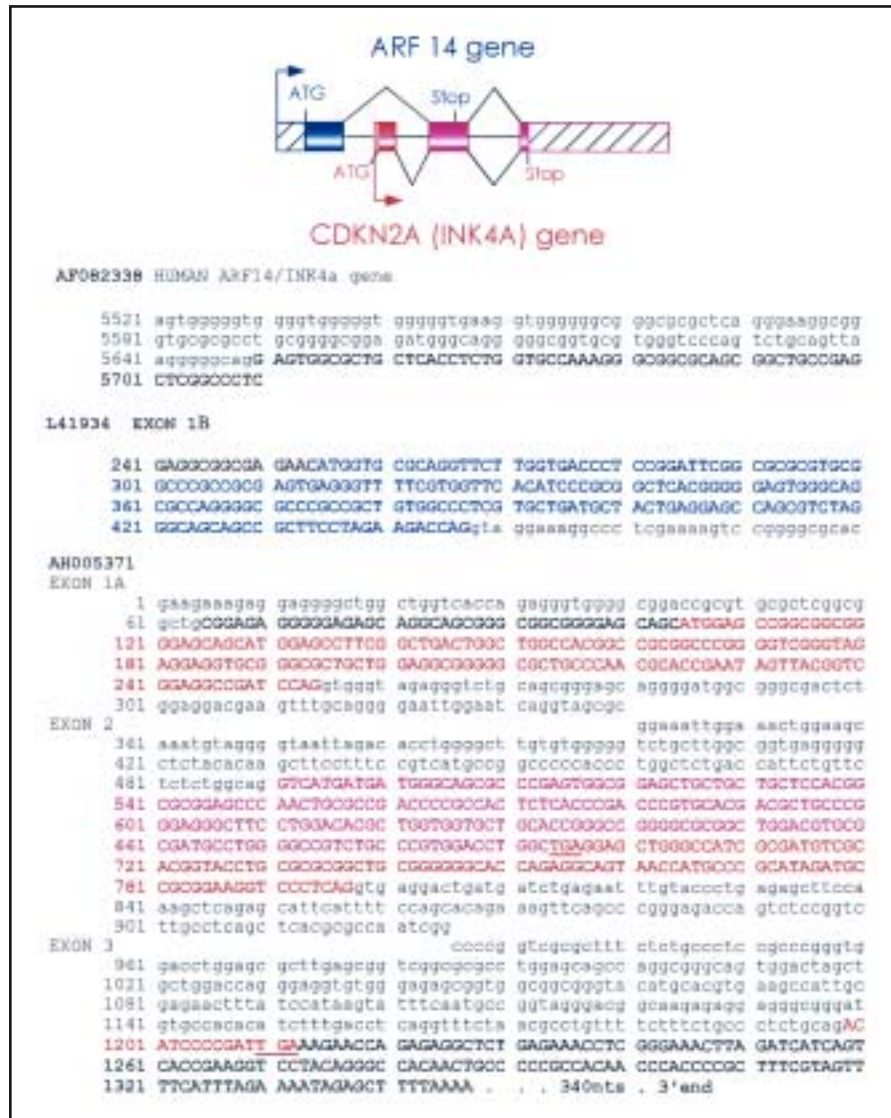 ARF 14 gene
ATG
Stop
ATG
Stop
CDKN2A (INK4A) gene
AF082338 HUMAN ARF14/INK4a gene
5521 agtgggggtg gggtgggggt gggggtgaag gtggggggcg ggcgcgctca gggaaggcgg
5581 gtgcgcgcct gcggggcgga gatgggcagg gggcggtgcg tgggtcccag tctgcagtta
5641 agggggcagG AGTGGCGCTG CTCACCTCTG GTGCCAAAGG GCGGCGCAGC GGCTGCCGAG
5701 CTCGGCCCTC
L41934 EXON 1B
241 GAGGCGGCGA GAACATGGTG CGCAGGTTCT TGGTGACCCT CCGGATTCGG CGCGCGTGCG
301 GCCCGCCGCG AGTGAGGGTT TTCGTGGTTC ACATCCCGCG GCTCACGGGG GAGTGGGCAG
361 CGCCAGGGGC GCCCGCCGCT GTGGCCCTCG TGCTGATGCT ACTGAGGAGC CAGCGTCTAG
421 GGCAGCAGCC GCTTCCTAGA AGACCAGgta ggaaaggccc tcgaaaagtc cggggcgcac
AH005371
EXON 1A
1 gaagaaagag gaggggctgg ctggtcacca gagggtgggg cggaccgcgt gcgctcggcg
61 gctgCGGAGA GGGGGAGAGC AGGCAGCGGG CGGCGGGGAG CAGCATGGAG CCGGCGGCGG
121 GGAGCAGCAT GGAGCCTTCG GCTGACTGGC TGGCCACGGC CGCGGCCCGG GGTCGGGTAG
181 AGGAGGTGCG GGCGCTGCTG GAGGCGGGGG CGCTGCCCAA CGCACCGAAT AGTTACGGTC
241 GGAGGCCGAT CCAGgtgggt agagggtctg cagcgggagc aggggatggc gggcgactct
301 ggaggacgaa gtttgcaggg gaattggaat caggtagcgc
EXON 2 ggaaattgga aactggaagc
361 aaatgtaggg gtaattagac acctggggct tgtgtggggg tctgcttggc ggtgaggggg
421 ctctacacaa gcttcctttc cgtcatgccg gcccccaccc tggctctgac cattctgttc
481 tctctggcag GTCATGATGA TGGGCAGCGC CCGAGTGGCG GAGCTGCTGC TGCTCCACGG
541 CGCGGAGCCC AACTGCGCCG ACCCCGCCAC TCTCACCCGA CCCGTGCACG ACGCTGCCCG
601 GGAGGGCTTC CTGGACACGC TGGTGGTGCT GCACCGGGCC GGGGCGCGGC TGGACGTGCG
661 CGATGCCTGG GGCCGTCTGC CCGTGGACCT GGCTGAGGAG CTGGGCCATC GCGATGTCGC
721 ACGGTACCTG CGCGCGGCTG CGGGGGGCAC CAGAGGCAGT AACCATGCCC GCATAGATGC
781 CGCGGAAGGT CCCTCAGgtg aggactgatg atctgagaat ttgtaccctg agagcttcca
841 aagctcagag cattcatttt ccagcacaga aagttcagcc cgggagacca gtctccggtc
901 ttgcctcagc tcacgcgcca atcgg
EXON 3 ccccg gtcgcgcttt ctctgccctc cgcccgggtg
961 gacctggagc gcttgagcgg tcggcgcgcc tggagcagcc aggcgggcag tggactagct
1021 gctggaccag ggaggtgtgg gagagcggtg gcggcgggta catgcacgtg aagccattgc
1081 gagaacttta tccataagta tttcaatgcc ggtagggacg gcaagagagg agggcgggat
1141 gtgccacaca tctttgacct caggtttcta acgcctgttt tctttctgcc ctctgcagAC
1201 ATCCCCGATT GAAAGAACCA GAGAGGCTCT GAGAAACCTC GGGAAACTTA GATCATCAGT
1261 CACCGAAGGT CCTACAGGGC CACAACTGCC CCCGCCACAA CCCACCCCGC TTTCGTAGTT
1321 TTCATTTAGA AAATAGAGCT TTTAAAA . . . 340nts . 3'end